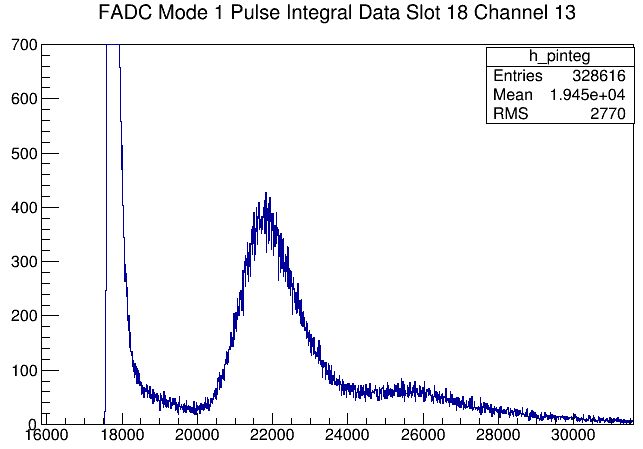 FADC Mode 1 Pulse Integral Data Slot 18 Channel 13
h_pinteg
Entries 328616
Mean 1.945e+04
RMS 2770
700
600
500
400
300
200
100
0
16000 18000 20000 22000 24000 26000 28000 30000